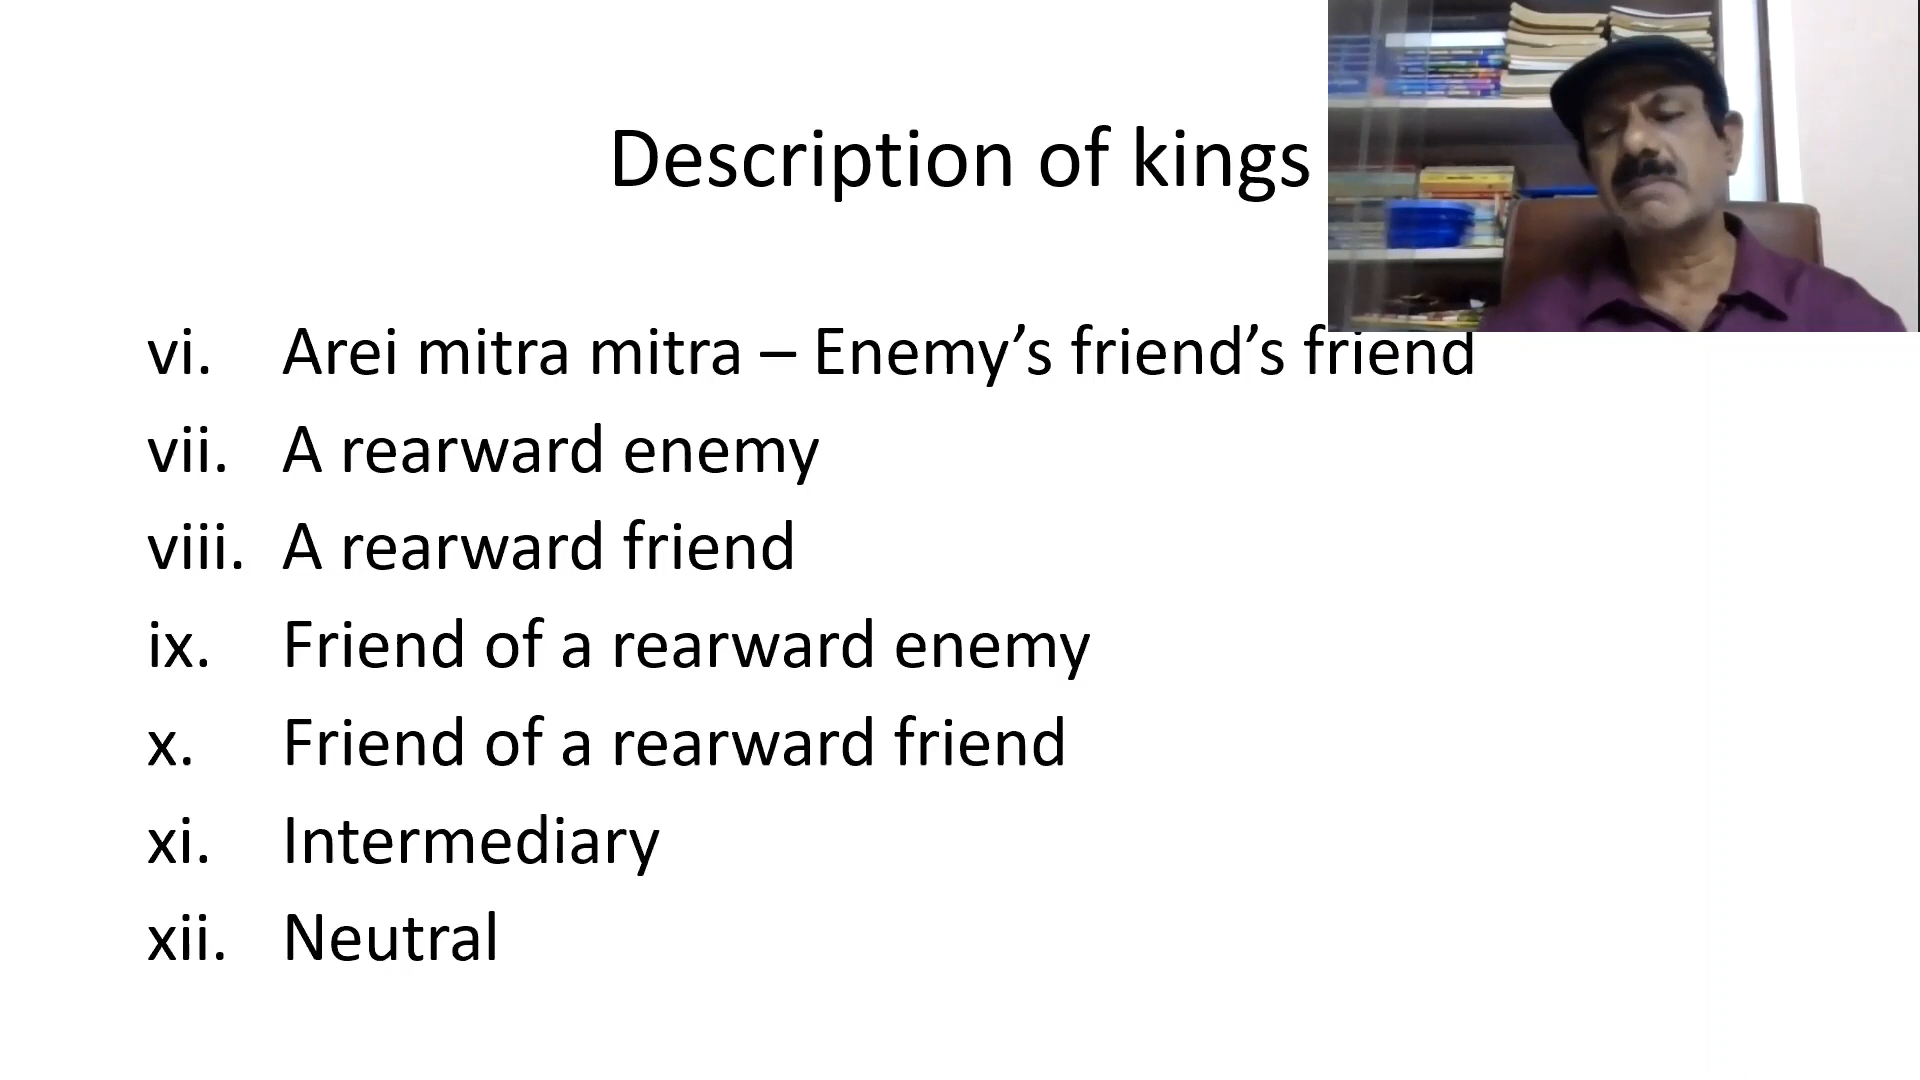 Description of kings
vi. Arei mitra mitra – Enemy’s friend’s friend
vii. A rearward enemy
viii. A rearward friend
ix. Friend of a rearward enemy
x. Friend of a rearward friend
xi. Intermediary
xii. Neutral